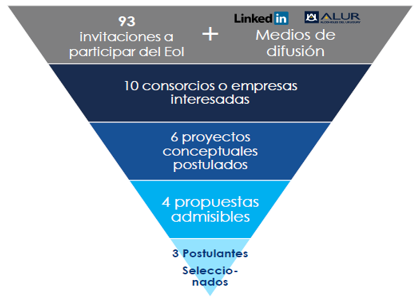 93
invitaciones a
participar del EoI
+
LinkedIn
ALUR
Medios de
difusión
10 consorcios o empresas
interesadas
6 proyectos
conceptuales
postulados
4 propuestas
admisibles
3 Postulantes
Seleccio-
nados